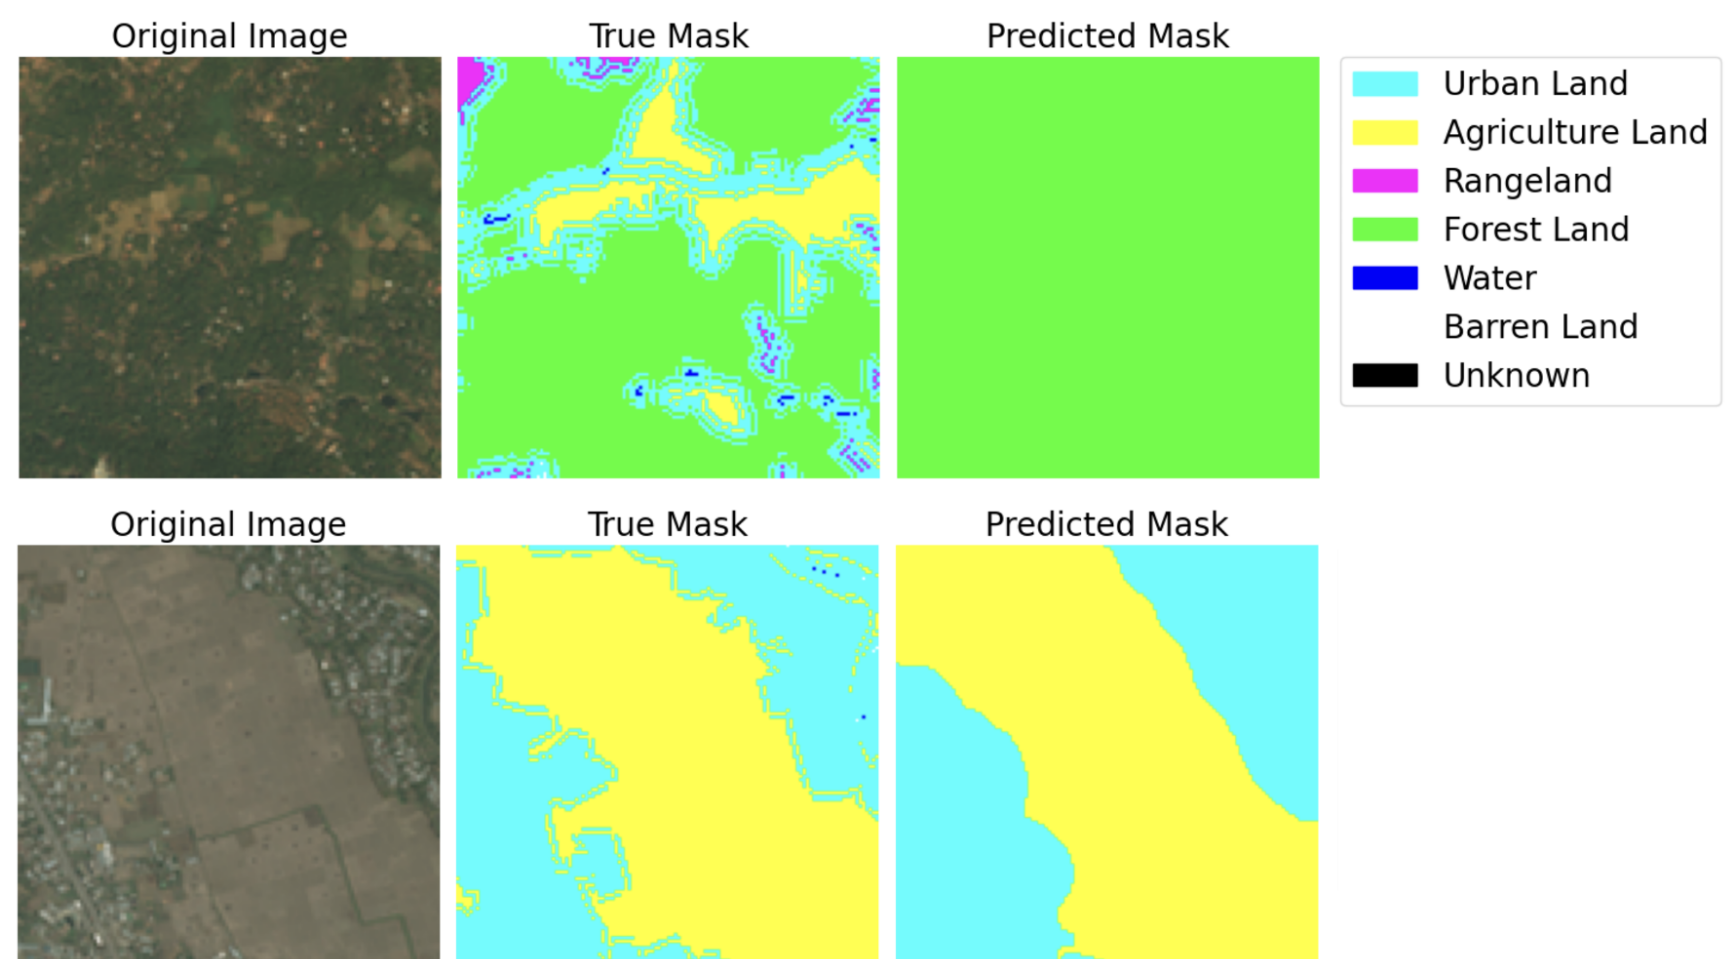 Original Image
True Mask
Predicted Mask
Urban Land
Agriculture Land
Rangeland
Forest Land
Water
Barren Land
Unknown
Original Image
True Mask
Predicted Mask